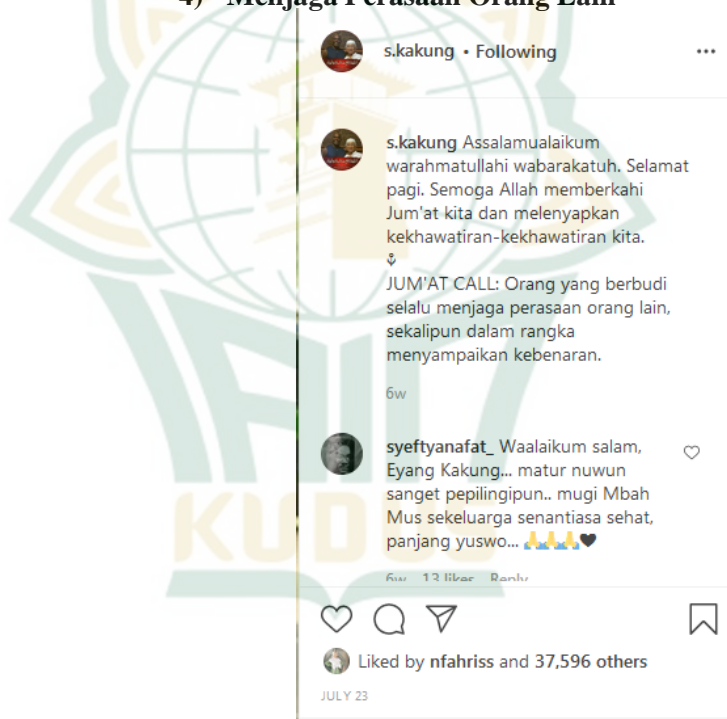 4) Menjaga Perasaan Orang Lain
s.kakung • Following
s.kakung Assalamualaikum
warahmatullahi wabarakatuh. Selamat
pagi. Semoga Allah memberkahi
Jum'at kita dan melenyapkan
kekhawatiran-kekhawatiran kita.
JUM'AT CALL: Orang yang berbudi
selalu menjaga perasaan orang lain,
sekalipun dalam rangka
menyampaikan kebenaran.
6w
syeftyanafat_ Waalaikum salam,
Eyang Kakung... matur nuwun
sanget pepilingipun.. mugi Mbah
Mus sekeluarga senantiasa sehat,
panjang yuswo... 🙏🙏🙏🖤
6w 13 likes Reply
Liked by nfahriss and 37,596 others
JULY 23
KUDUS